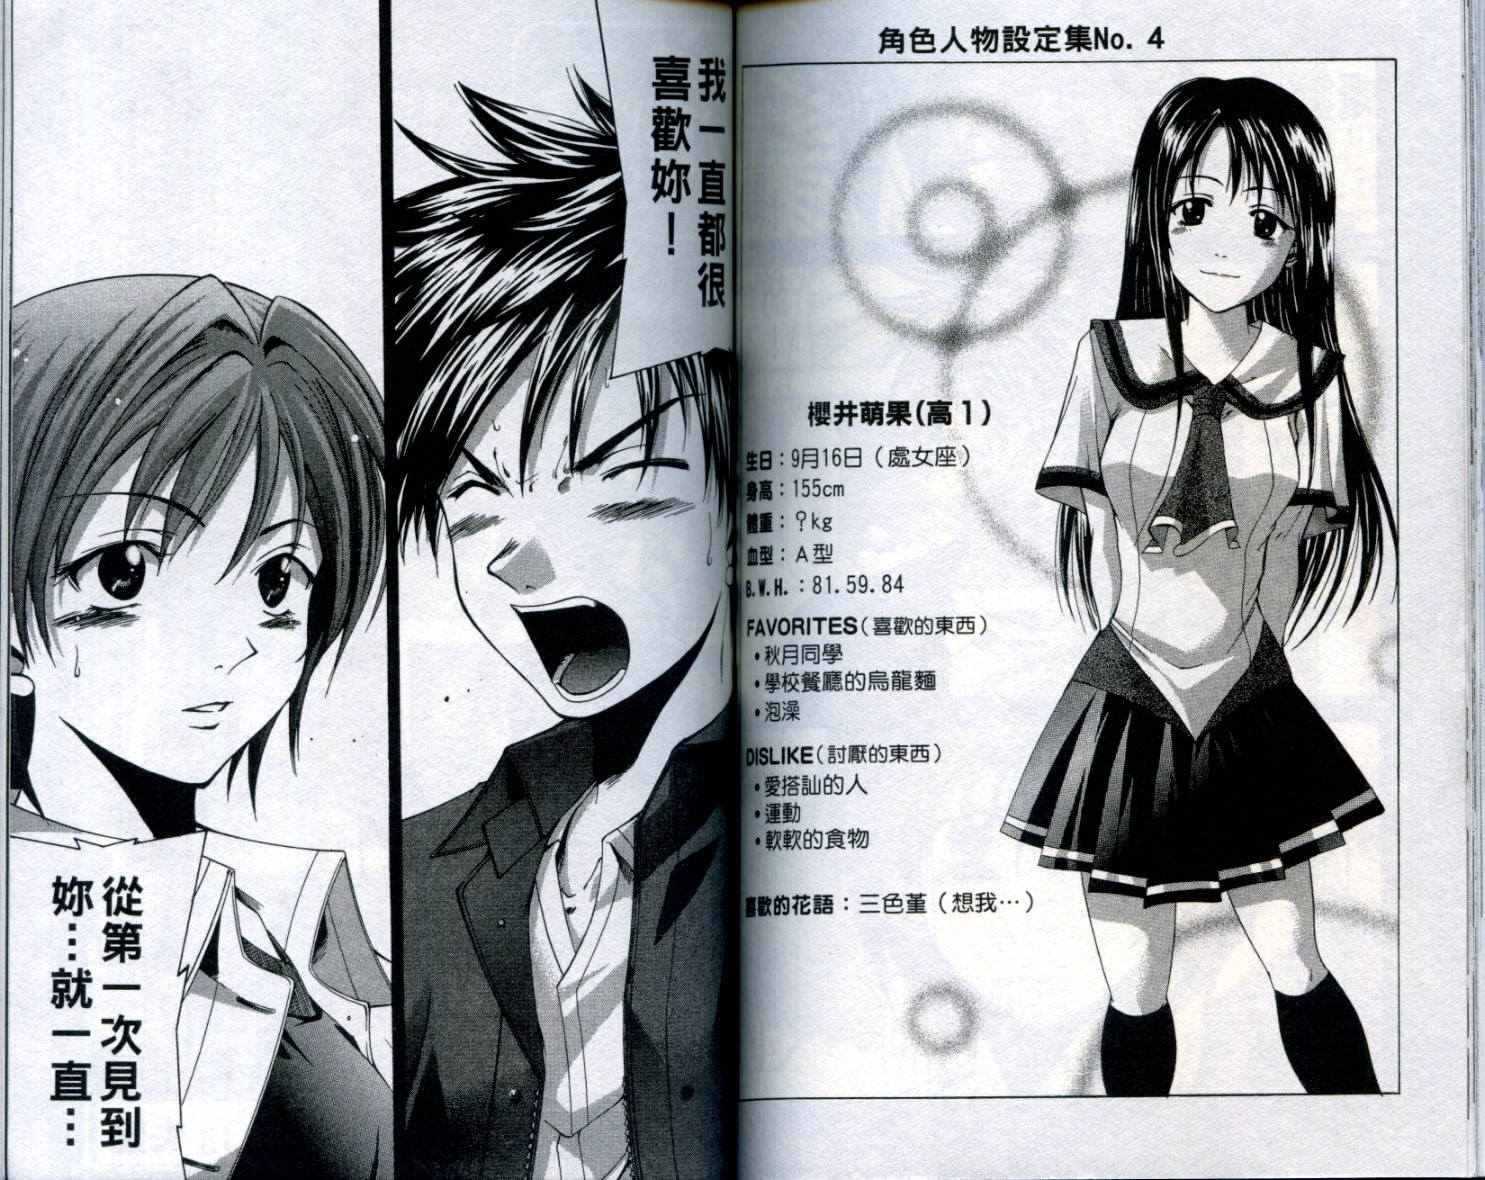 角色人物設定集No. 4
櫻井萌果(高1)
生日：9月16日（處女座）
身高：155cm
體重：？kg
血型：A型
B.W.H.：81.59.84
FAVORITES(喜歡的東西)
•秋月同學
•學校餐廳的烏龍麵
•泡澡
DISLIKE(討厭的東西)
•愛搭訕的人
•運動
•軟軟的食物
喜歡的花語：三色堇（想我…）
我一直都很
喜歡妳！
從第一次見到
妳…就一直…